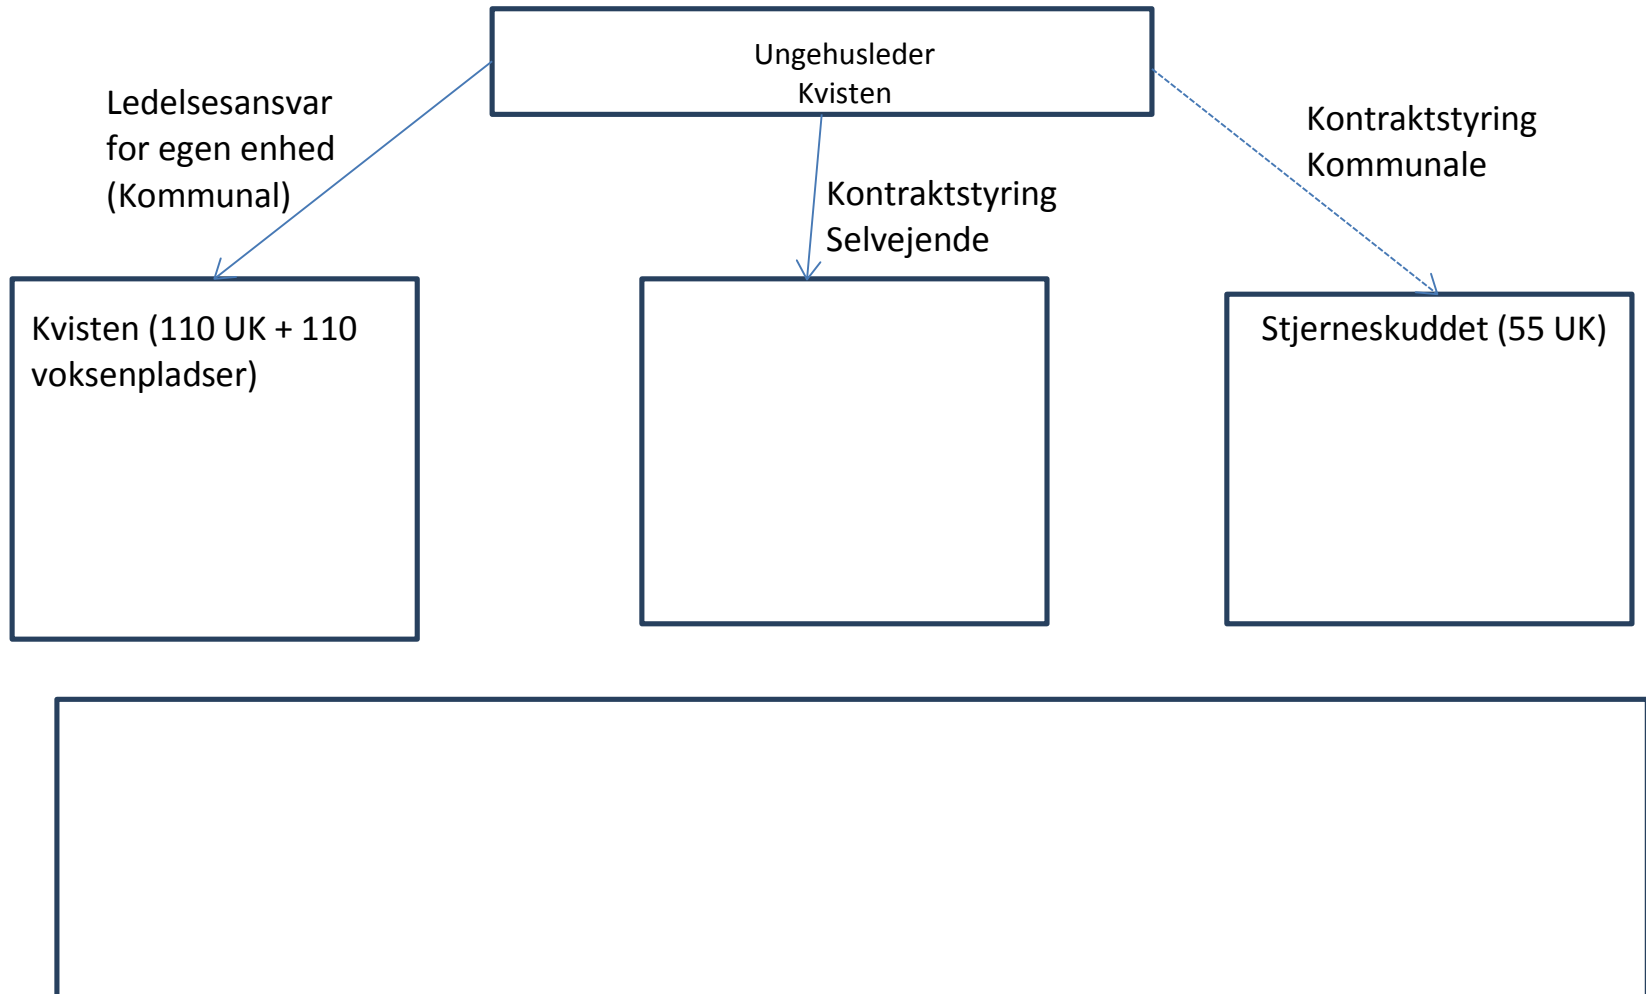 Ungehusleder
Kvisten
Ledelsesansvar
for egen enhed
(Kommunal)
Kontraktstyring
Selvejende
Kontraktstyring
Kommunale
Kvisten (110 UK + 110
voksenpladser)
Stjerneskuddet (55 UK)